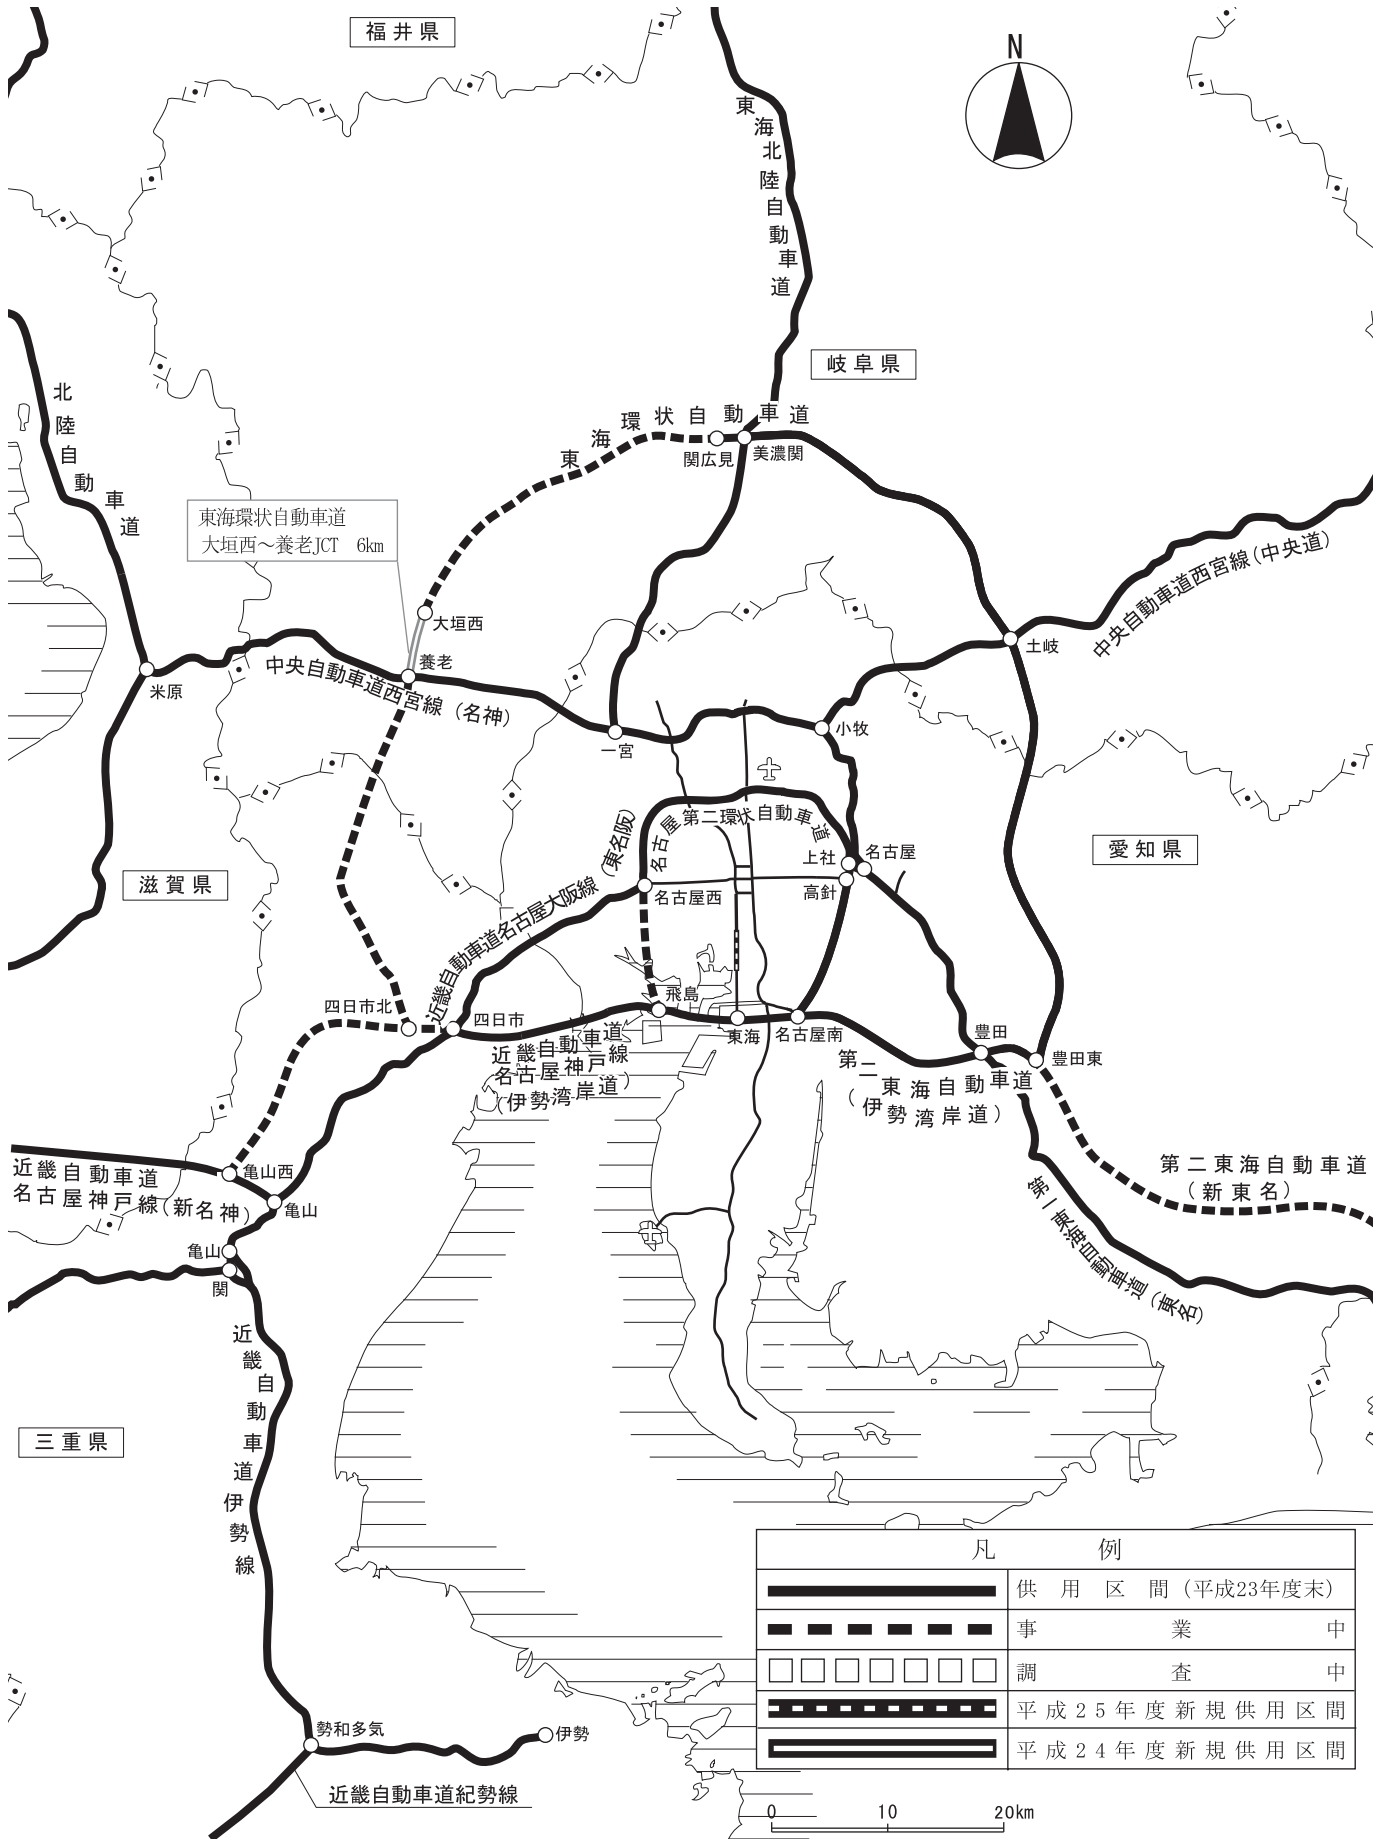 福井県
N
東海北陸自動車道
岐阜県
北陸自動車道
東海環状自動車道
関広見
美濃関
東海環状自動車道
大垣西～養老JCT 6km
大垣西
養老
中央自動車道西宮線（中央道）
土岐
米原
中央自動車道西宮線（名神）
一宮
小牧
名古屋第二環状自動車道
愛知県
上社
名古屋
高針
滋賀県
名古屋西
近畿自動車道名古屋大阪線（東名阪）
四日市北
四日市
飛島
東海
名古屋南
豊田
豊田東
近畿自動車道
名古屋神戸線
（伊勢湾岸道）
第二東海自動車道
（伊勢湾岸道）
近畿自動車道
名古屋神戸線（新名神）
亀山西
亀山
亀山
関
第二東海自動車道
（新東名）
第一東海自動車道（東名）
近畿自動車道伊勢線
三重県
勢和多気
伊勢
近畿自動車道紀勢線
凡例
供用区間（平成23年度末）
事業中
調査中
平成25年度新規供用区間
平成24年度新規供用区間
0 10 20km